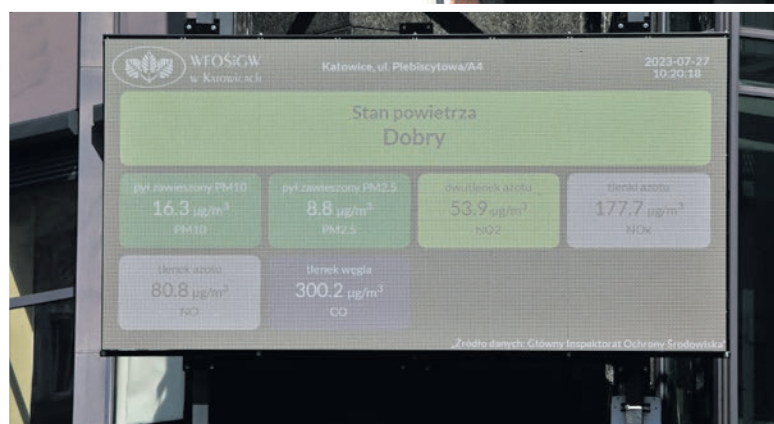 WFOŚiGW
w Katowicach
Katowice, ul. Plebiscytowa/A4
2023-07-27
10:20:18
Stan powietrza
Dobry
pył zawieszony PM10
16.3 µg/m³
PM10
pył zawieszony PM2.5
8.8 µg/m³
PM2.5
dwutlenek azotu
53.9 µg/m³
NO2
tlenki azotu
177.7 µg/m³
NOx
tlenek azotu
80.8 µg/m³
NO
tlenek węgla
300.2 µg/m³
CO
„Źródło danych: Główny Inspektorat Ochrony Środowiska"